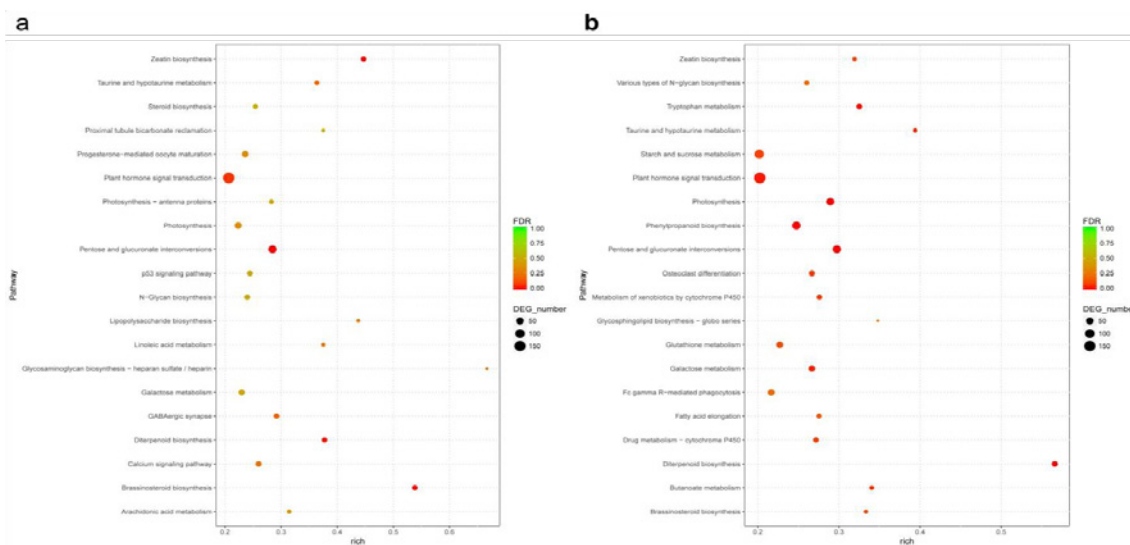 a
Zeatin biosynthesis
Taurine and hypotaurine metabolism
Steroid biosynthesis
Proximal tubule bicarbonate reclamation
Progesterone-mediated oocyte maturation
Plant hormone signal transduction
Photosynthesis - antenna proteins
Photosynthesis
Pentose and glucuronate interconversions
p53 signaling pathway
N-Glycan biosynthesis
Lipopolysaccharide biosynthesis
Linoleic acid metabolism
Glycosaminoglycan biosynthesis - heparan sulfate / heparin
Galactose metabolism
GABAergic synapse
Diterpenoid biosynthesis
Calcium signaling pathway
Brassinosteroid biosynthesis
Arachidonic acid metabolism
Pathway
0.2 0.3 0.4 0.5 0.6
rich
FDR
1.00
0.75
0.50
0.25
0.00
DEG_number
50
100
150
b
Zeatin biosynthesis
Various types of N-glycan biosynthesis
Tryptophan metabolism
Taurine and hypotaurine metabolism
Starch and sucrose metabolism
Plant hormone signal transduction
Photosynthesis
Phenylpropanoid biosynthesis
Pentose and glucuronate interconversions
Osteoclast differentiation
Metabolism of xenobiotics by cytochrome P450
Glycosphingolipid biosynthesis - globo series
Glutathione metabolism
Galactose metabolism
Fc gamma R-mediated phagocytosis
Fatty acid elongation
Drug metabolism - cytochrome P450
Diterpenoid biosynthesis
Butanoate metabolism
Brassinosteroid biosynthesis
Pathway
0.2 0.3 0.4 0.5
rich
FDR
1.00
0.75
0.50
0.25
0.00
DEG_number
50
100
150